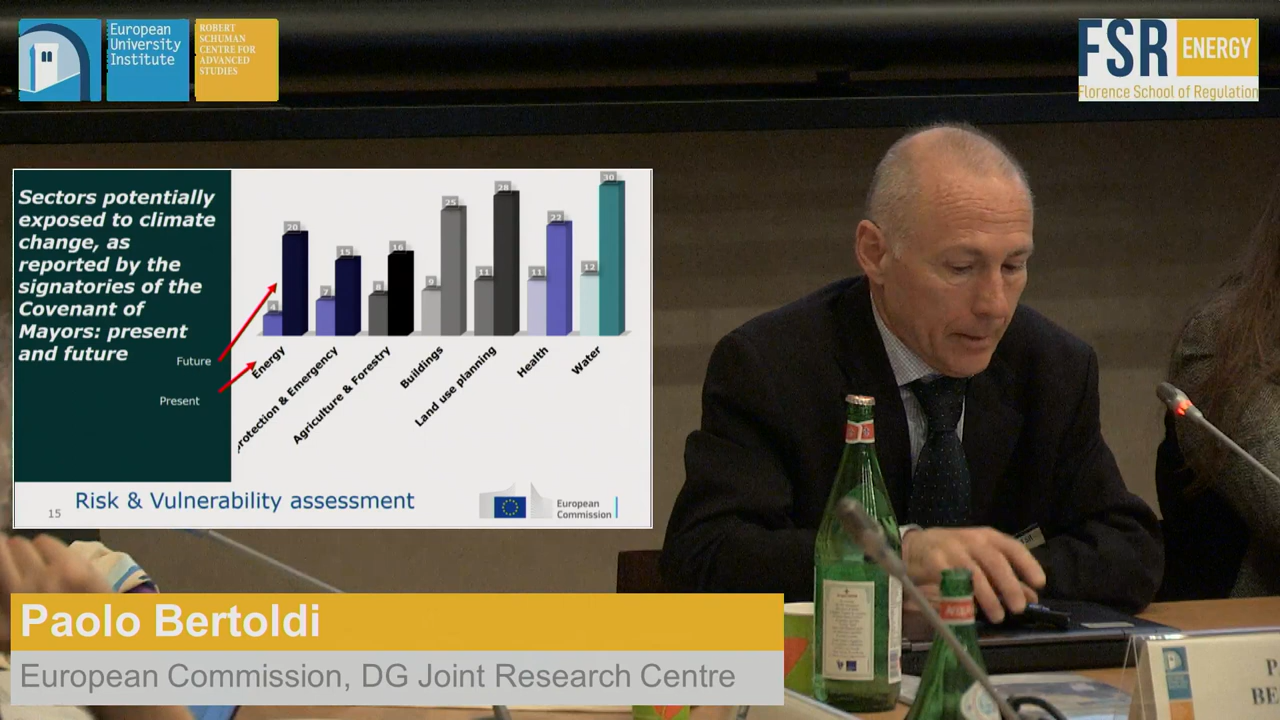 European
University
Institute
ROBERT
SCHUMAN
CENTRE FOR
ADVANCED
STUDIES
FSR ENERGY
Florence School of Regulation
Sectors potentially
exposed to climate
change, as
reported by the
signatories of the
Covenant of
Mayors: present
and future
Future
Present
4 20 7 15 8 16 9 25 11 28 11 22 12 30
Energy
rotection & Emergency
Agriculture & Forestry
Buildings
Land use planning
Health
Water
15
Risk & Vulnerability assessment
European
Commission
Paolo Bertoldi
European Commission, DG Joint Research Centre
P
BE